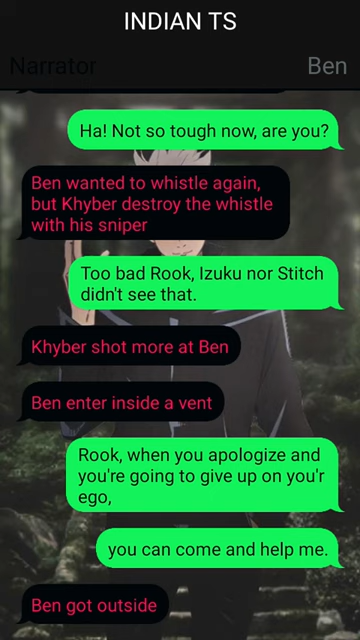 INDIAN TS
Narrator
Ben
Ha! Not so tough now, are you?
Ben wanted to whistle again,
but Khyber destroy the whistle
with his sniper
Too bad Rook, Izuku nor Stitch
didn't see that.
Khyber shot more at Ben
Ben enter inside a vent
Rook, when you apologize and
you're going to give up on you'r
ego,
you can come and help me.
Ben got outside